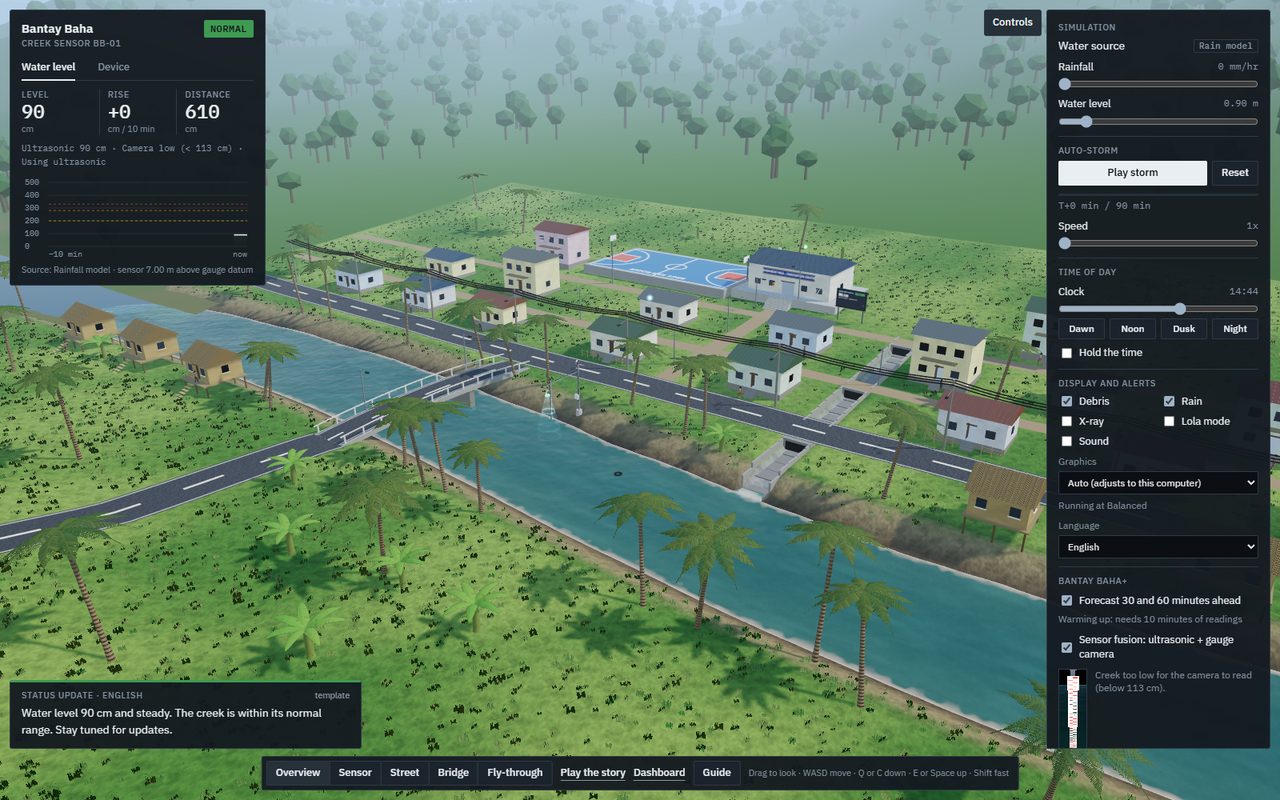 Bantay Baha
NORMAL
CREEK SENSOR BB-01
Water level
Device
LEVEL
RISE
DISTANCE
90
+0
610
cm
cm / 10 min
cm
Ultrasonic 90 cm · Camera low (< 113 cm) ·
Using ultrasonic
500
400
300
200
100
0
−10 min
now
Source: Rainfall model · sensor 7.00 m above gauge datum
Controls
SIMULATION
Water source
Rain model
Rainfall
0 mm/hr
Water level
0.90 m
AUTO-STORM
Play storm
Reset
T+0 min / 90 min
Speed
1x
TIME OF DAY
Clock
14:44
Dawn
Noon
Dusk
Night
Hold the time
DISPLAY AND ALERTS
Debris
Rain
X-ray
Lola mode
Sound
Graphics
Auto (adjusts to this computer)
Running at Balanced
Language
English
BANTAY BAHA+
Forecast 30 and 60 minutes ahead
Warming up: needs 10 minutes of readings
Sensor fusion: ultrasonic + gauge
camera
Creek too low for the camera to read
(below 113 cm).
STATUS UPDATE · ENGLISH
template
Water level 90 cm and steady. The creek is within its normal
range. Stay tuned for updates.
Overview
Sensor
Street
Bridge
Fly-through
Play the story
Dashboard
Guide
Drag to look · WASD move · Q or C down · E or Space up · Shift fast